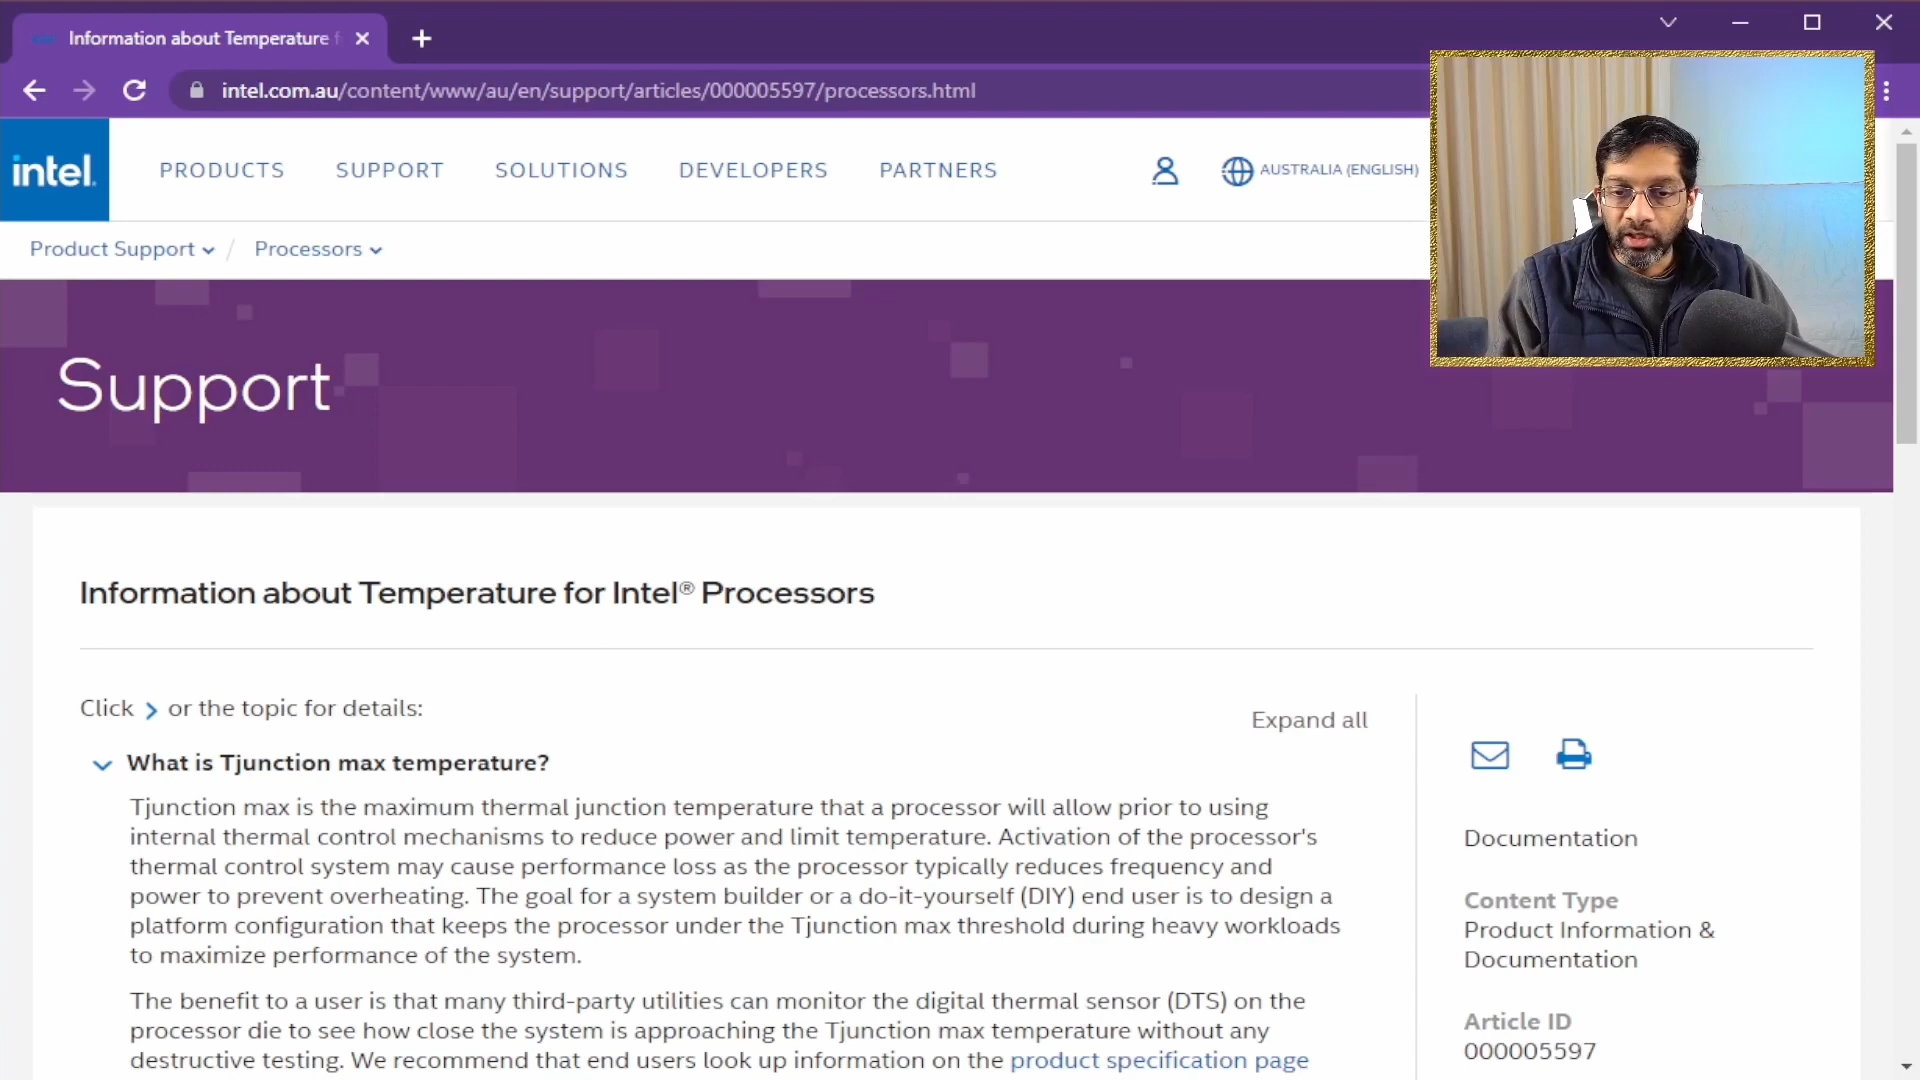 Information about Temperature f
intel.com.au/content/www/au/en/support/articles/000005597/processors.html
intel.
PRODUCTS SUPPORT SOLUTIONS DEVELOPERS PARTNERS AUSTRALIA (ENGLISH)
Product Support / Processors
Support
Information about Temperature for Intel® Processors
Click > or the topic for details:
Expand all
What is Tjunction max temperature?
Tjunction max is the maximum thermal junction temperature that a processor will allow prior to using
internal thermal control mechanisms to reduce power and limit temperature. Activation of the processor's
thermal control system may cause performance loss as the processor typically reduces frequency and
power to prevent overheating. The goal for a system builder or a do-it-yourself (DIY) end user is to design a
platform configuration that keeps the processor under the Tjunction max threshold during heavy workloads
to maximize performance of the system.
The benefit to a user is that many third-party utilities can monitor the digital thermal sensor (DTS) on the
processor die to see how close the system is approaching the Tjunction max temperature without any
destructive testing. We recommend that end users look up information on the product specification page
Documentation
Content Type
Product Information &
Documentation
Article ID
000005597